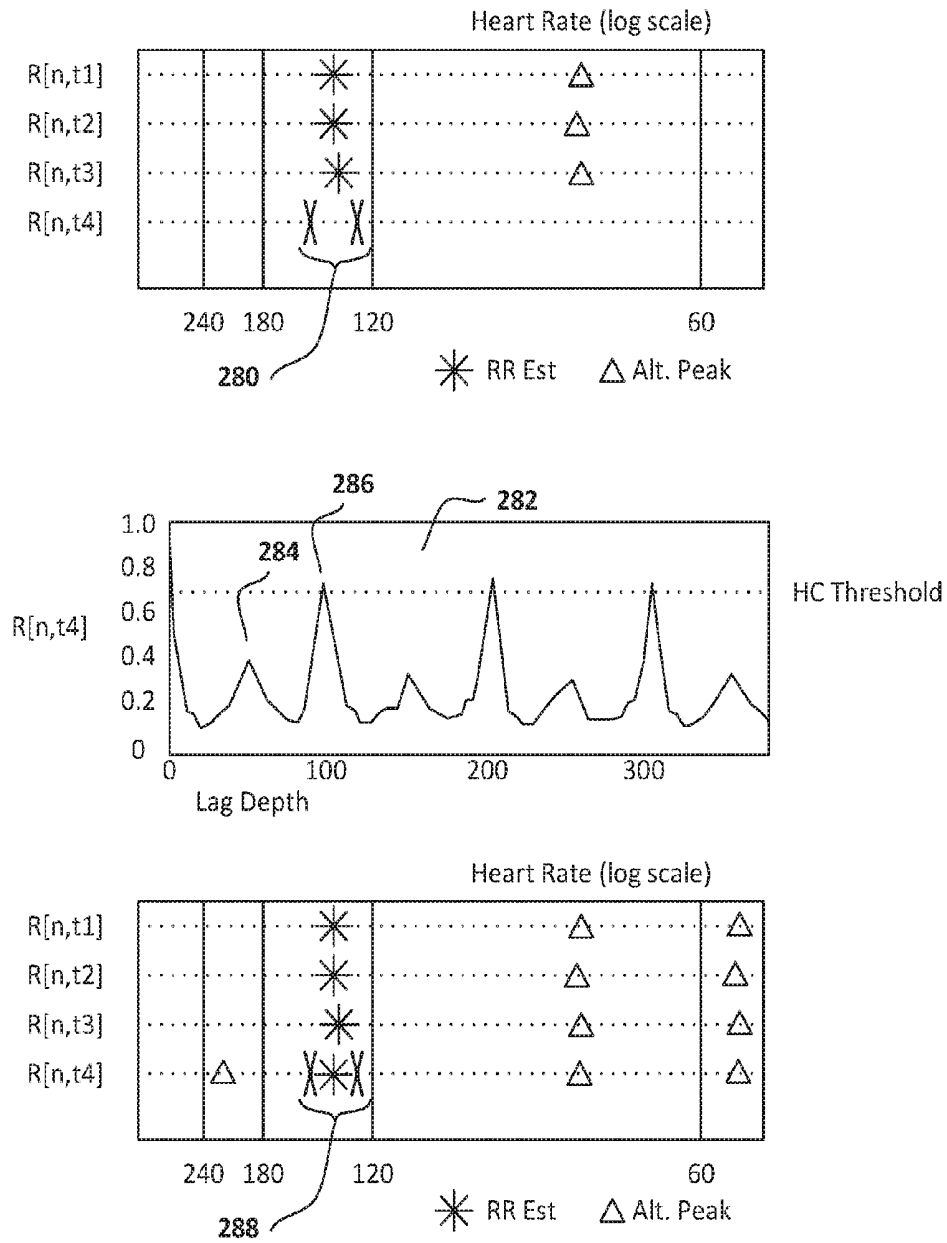 Heart Rate (log scale)
R[n,t1]
R[n,t2]
R[n,t3]
R[n,t4]
240 180 120 60
280
RR Est Alt. Peak
286
282
1.0
284
0.8
HC Threshold
0.6
R[n,t4]
0.4
0.2
0
0 100 200 300
Lag Depth
Heart Rate (log scale)
R[n,t1]
R[n,t2]
R[n,t3]
R[n,t4]
240 180 120 60
288
RR Est Alt. Peak